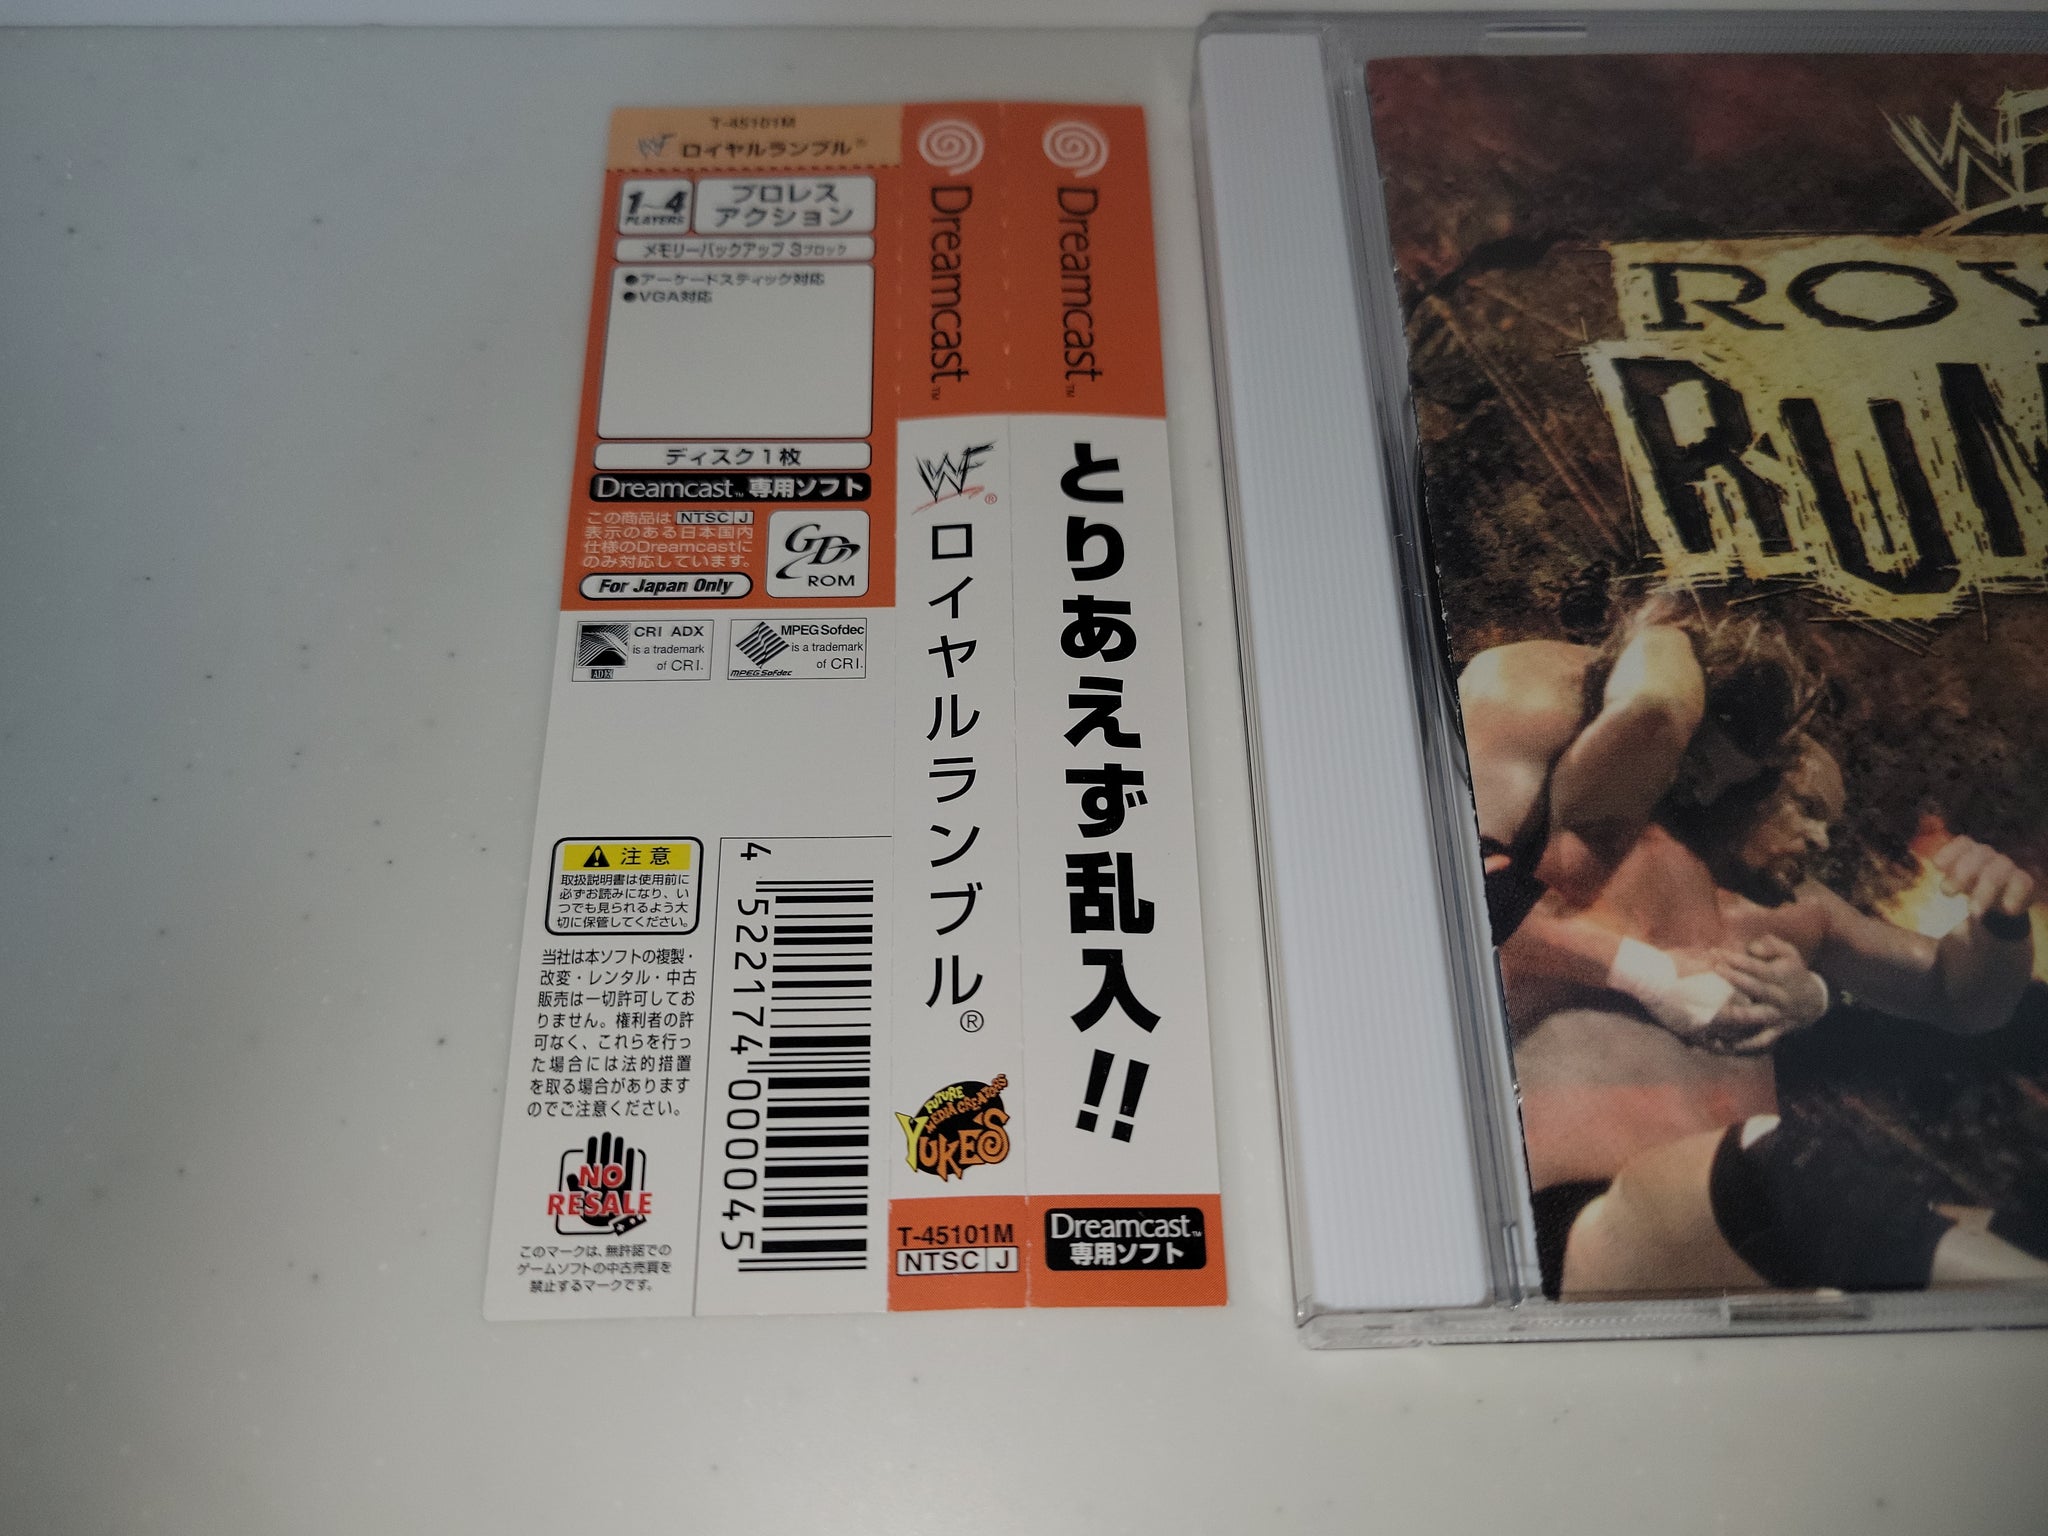 T-45101M
WF ロイヤルランブル®
1~4
PLAYERS
プロレス
アクション
メモリーバックアップ 3ブロック
●アーケードスティック対応
●VGA対応
ディスク1枚
Dreamcast™ 専用ソフト
この商品は NTSC J
表示のある日本国内
仕様のDreamcastに
のみ対応しています。
For Japan Only
GD
ROM
CRI ADX
is a trademark
of CRI.
ADX
MPEG Sofdec
is a trademark
of CRI.
MPEG Sofdec
注意
取扱説明書は使用前に
必ずお読みになり、い
つでも見られるよう大
切に保管してください。
当社は本ソフトの複製・
改変・レンタル・中古
販売は一切許可してお
りません。権利者の許
可なく、これらを行っ
た場合には法的措置
を取る場合があります
のでご注意ください。
NO
RESALE
このマークは、無許諾での
ゲームソフトの中古売買を
禁止するマークです。
4 522174 000045
Dreamcast™
WF® ロイヤルランブル®
FUTURE
MEDIA CREATORS
YUKE'S
T-45101M
NTSC J
Dreamcast™
とりあえず乱入!!
Dreamcast™
専用ソフト